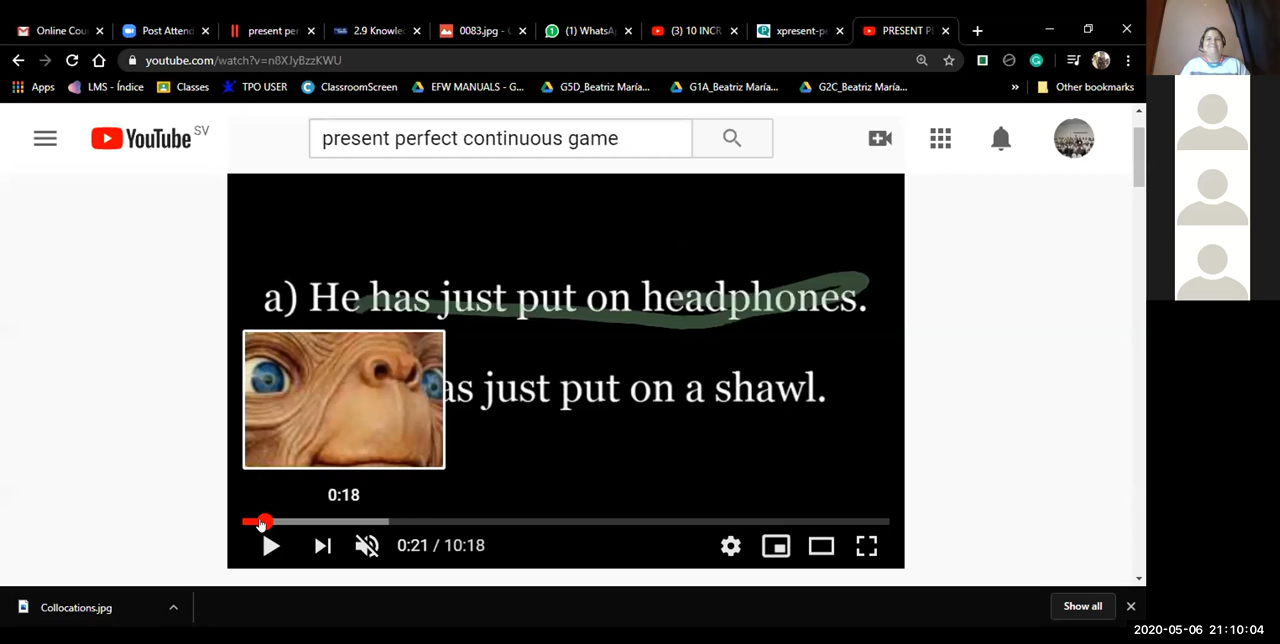 Online Cou
Post Attend
present per
2.9 Knowle
0083.jpg -
(1) WhatsA
(3) 10 INCR
xpresent-p
PRESENT P
youtube.com/watch?v=n8XJyBzzKWU
Apps
LMS - Índice
Classes
TPO USER
ClassroomScreen
EFW MANUALS - G...
G5D_Beatriz María...
G1A_Beatriz María...
G2C_Beatriz María...
»
Other bookmarks
YouTube SV
present perfect continuous game
a) He has just put on headphones.
as just put on a shawl.
0:18
0:21 / 10:18
Collocations.jpg
Show all
2020-05-06 21:10:04